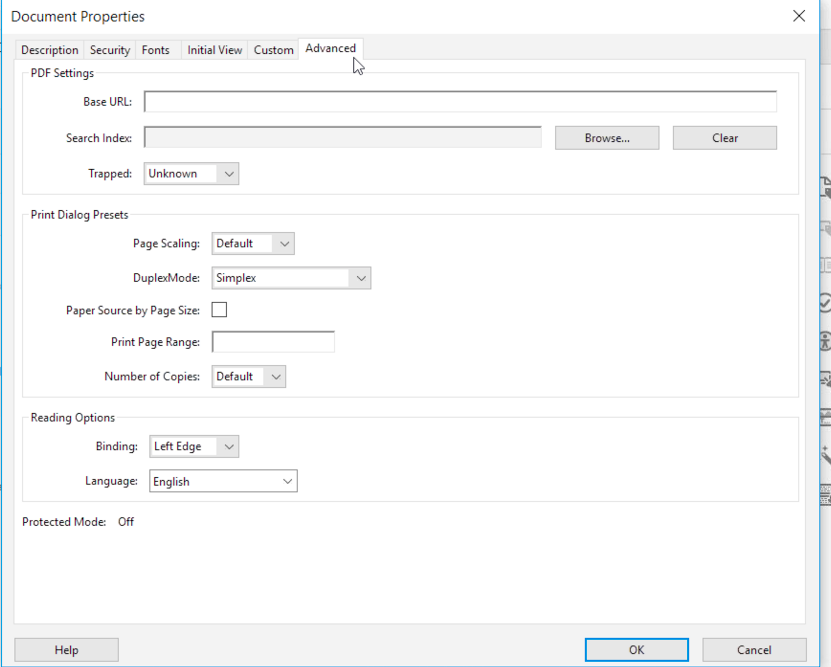 Document Properties
Description Security Fonts Initial View Custom Advanced
PDF Settings
Base URL:
Search Index: Browse... Clear
Trapped: Unknown
Print Dialog Presets
Page Scaling: Default
DuplexMode: Simplex
Paper Source by Page Size:
Print Page Range:
Number of Copies: Default
Reading Options
Binding: Left Edge
Language: English
Protected Mode: Off
Help OK Cancel